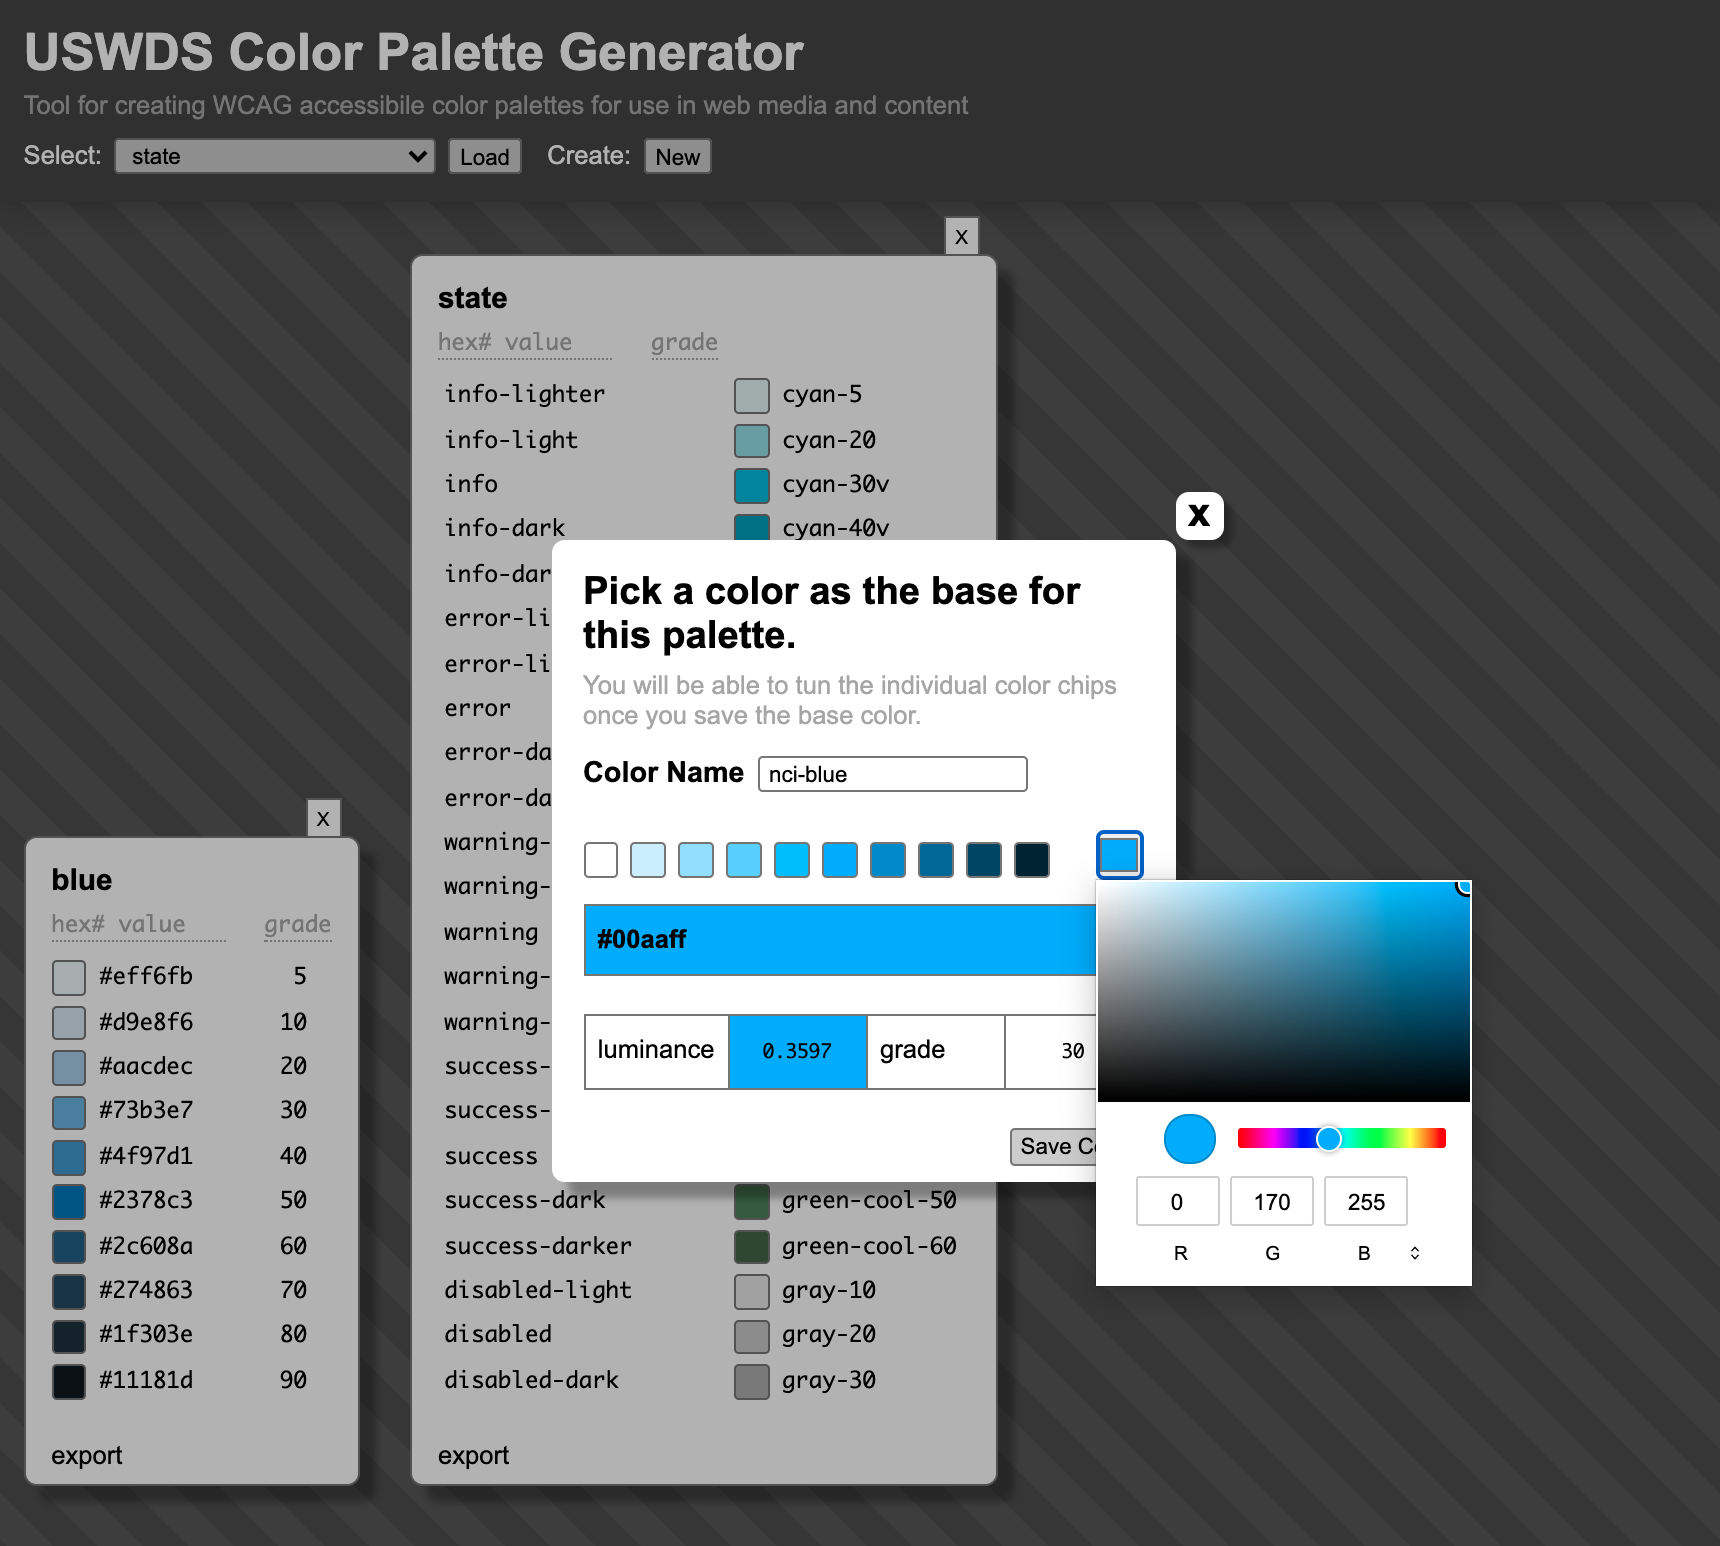 USWDS Color Palette Generator
Tool for creating WCAG accessibile color palettes for use in web media and content
Select: state Load Create: New
X
state
hex# value grade
info-lighter cyan-5
info-light cyan-20
info cyan-30v
info-dark cyan-40v
info-dar
error-li
error-li
error
error-da
error-da
warning-
warning-
warning
warning-
warning-
success-
success-
success
success-dark green-cool-50
success-darker green-cool-60
disabled-light gray-10
disabled gray-20
disabled-dark gray-30
export
X
Pick a color as the base for
this palette.
You will be able to tun the individual color chips
once you save the base color.
Color Name nci-blue
#00aaff
luminance 0.3597 grade 30
Save Co
0 170 255
R G B
X
blue
hex# value grade
#eff6fb 5
#d9e8f6 10
#aacdec 20
#73b3e7 30
#4f97d1 40
#2378c3 50
#2c608a 60
#274863 70
#1f303e 80
#11181d 90
export